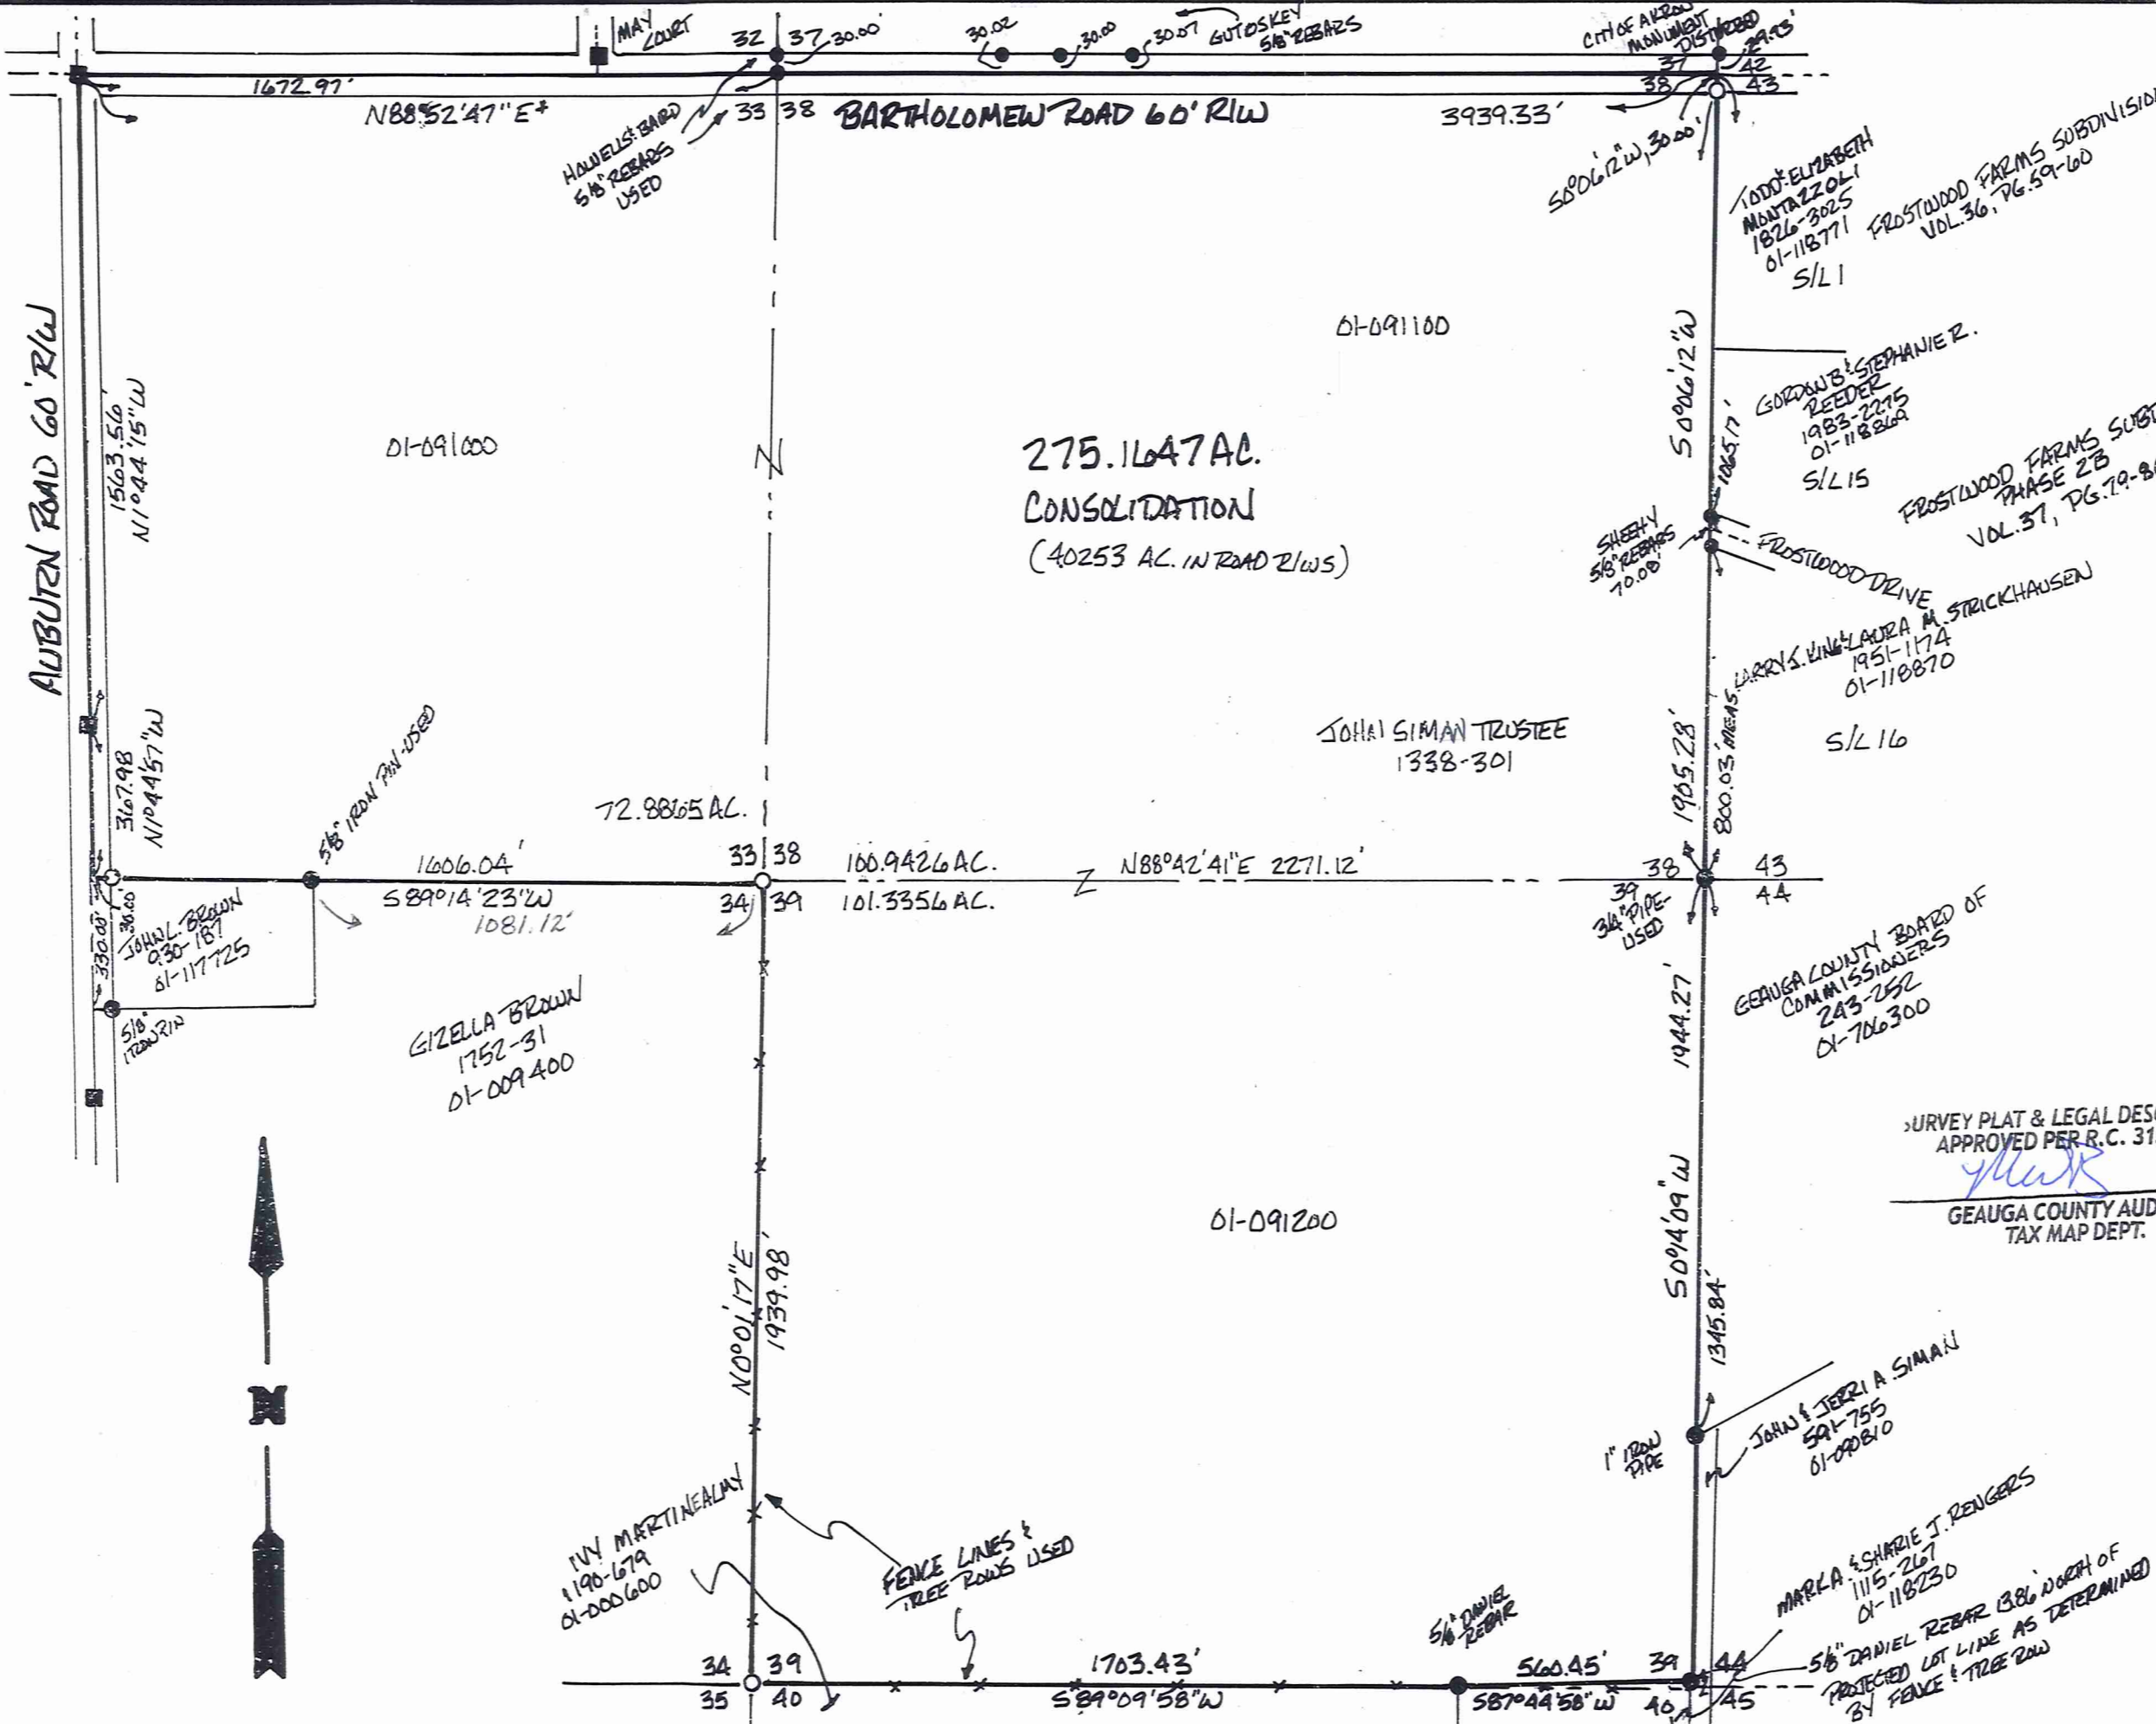 MAY
COURT
32 37
30.00'
30.02
30.00
30.07
GUTOSKEY
5/8" REBARS
CITY OF AKRON
MONUMENT
DISTURBED
29.93'
37 42
38 43
1672.97'
N88°52'47"E*
HOWELLS & BAIRD
5/8" REBARS
USED
33 38
BARTHOLOMEW ROAD 60' R/W
3939.33'
S0°06'12"W, 30.00'
TODD & ELIZABETH
MONTAZZOLI
1826-3025
01-118771
S/L 1
FROSTWOOD FARMS SUBDIVISION
VOL. 36, PG. 59-60
AUBURN ROAD 60' R/W
1563.56'
N1°44'15"W
01-091000
01-091100
275.1647 AC.
CONSOLIDATION
(4.0253 AC. IN ROAD R/WS)
S0°06'12"W
1065.17'
GORDON B. & STEPHANIE R.
REEDER
1983-2275
01-118869
S/L 15
FROSTWOOD FARMS SUBD
PHASE 2B
VOL. 37, PG. 79-8
SHEEHY
5/8" REBARS
70.08'
FROSTWOOD DRIVE
LARRY J. KING & LAURA M. STRICKHAUSEN
1951-1174
01-118870
S/L 16
JOHN SIMAN TRUSTEE
1338-301
1905.28'
800.03' MEAS.
367.98
N1°44'57"W
5/8" IRON PIN-USED
72.8865 AC.
1606.04'
S89°14'23"W
1081.12'
33 38
34 39
100.9426 AC.
101.3356 AC.
N88°42'41"E 2271.12'
38 43
39 44
3/4" PIPE-
USED
330.00'
30.00'
JOHN L. BROWN
930-187
01-117725
5/8"
IRON PIN
GIZELLA BROWN
1752-31
01-009400
GEAUGA COUNTY BOARD OF
COMMISSIONERS
243-252
01-706300
1944.27'
S0°14'09"W
1345.84'
SURVEY PLAT & LEGAL DES
APPROVED PER R.C. 31
GEAUGA COUNTY AUD
TAX MAP DEPT.
01-091200
N0°01'17"E
1939.98'
N
1" IRON
PIPE
JOHN & JERRI A. SIMAN
591-755
01-090810
IVY MARTINEALMY
1190-679
01-000600
FENCE LINES &
TREE ROWS USED
5/8" DANIEL
REBAR
MARK A. & SHARIE J. RENGERS
1115-267
01-118230
5/8" DANIEL REBAR 13.86' NORTH OF
PROJECTED LOT LINE AS DETERMINED
BY FENCE & TREE ROW
34 39
35 40
1703.43'
S89°09'58"W
560.45'
S87°44'58"W
39 44
40 45